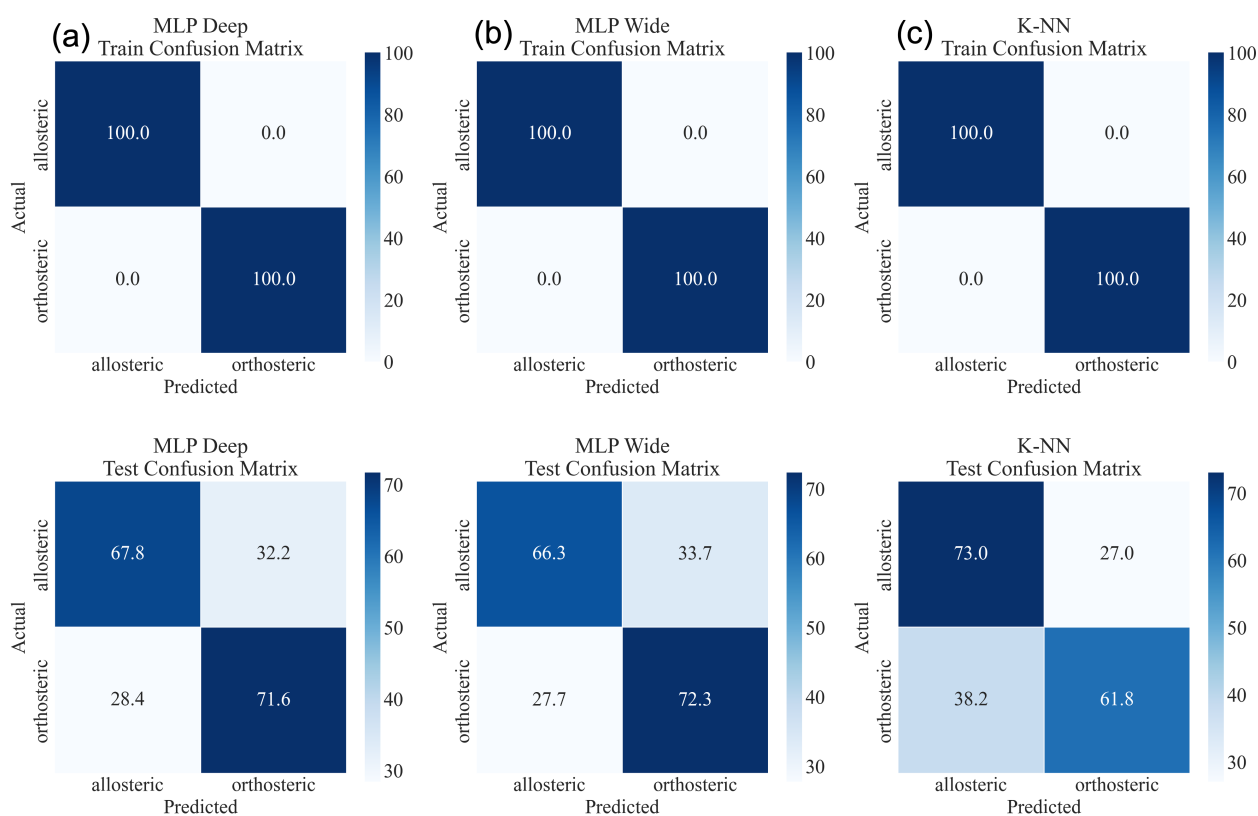 (a)
MLP Deep
Train Confusion Matrix
100.0 0.0
0.0 100.0
allosteric
orthosteric
Actual
allosteric orthosteric
Predicted
100
80
60
40
20
0
(b)
MLP Wide
Train Confusion Matrix
100.0 0.0
0.0 100.0
allosteric
orthosteric
Actual
allosteric orthosteric
Predicted
100
80
60
40
20
0
(c)
K-NN
Train Confusion Matrix
100.0 0.0
0.0 100.0
allosteric
orthosteric
Actual
allosteric orthosteric
Predicted
100
80
60
40
20
0
MLP Deep
Test Confusion Matrix
67.8 32.2
28.4 71.6
allosteric
orthosteric
Actual
allosteric orthosteric
Predicted
70
60
50
40
30
MLP Wide
Test Confusion Matrix
66.3 33.7
27.7 72.3
allosteric
orthosteric
Actual
allosteric orthosteric
Predicted
70
60
50
40
30
K-NN
Test Confusion Matrix
73.0 27.0
38.2 61.8
allosteric
orthosteric
Actual
allosteric orthosteric
Predicted
70
60
50
40
30